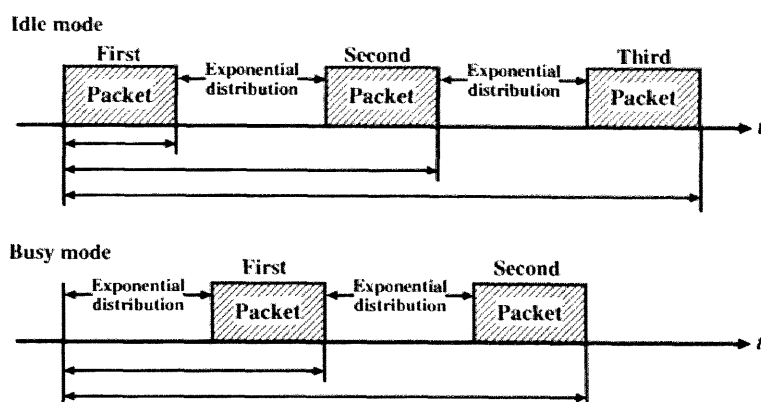 Idle mode
First
Second
Third
Packet
Exponential
distribution
Packet
Exponential
distribution
Packet
t
Busy mode
First
Second
Exponential
distribution
Packet
Exponential
distribution
Packet
t